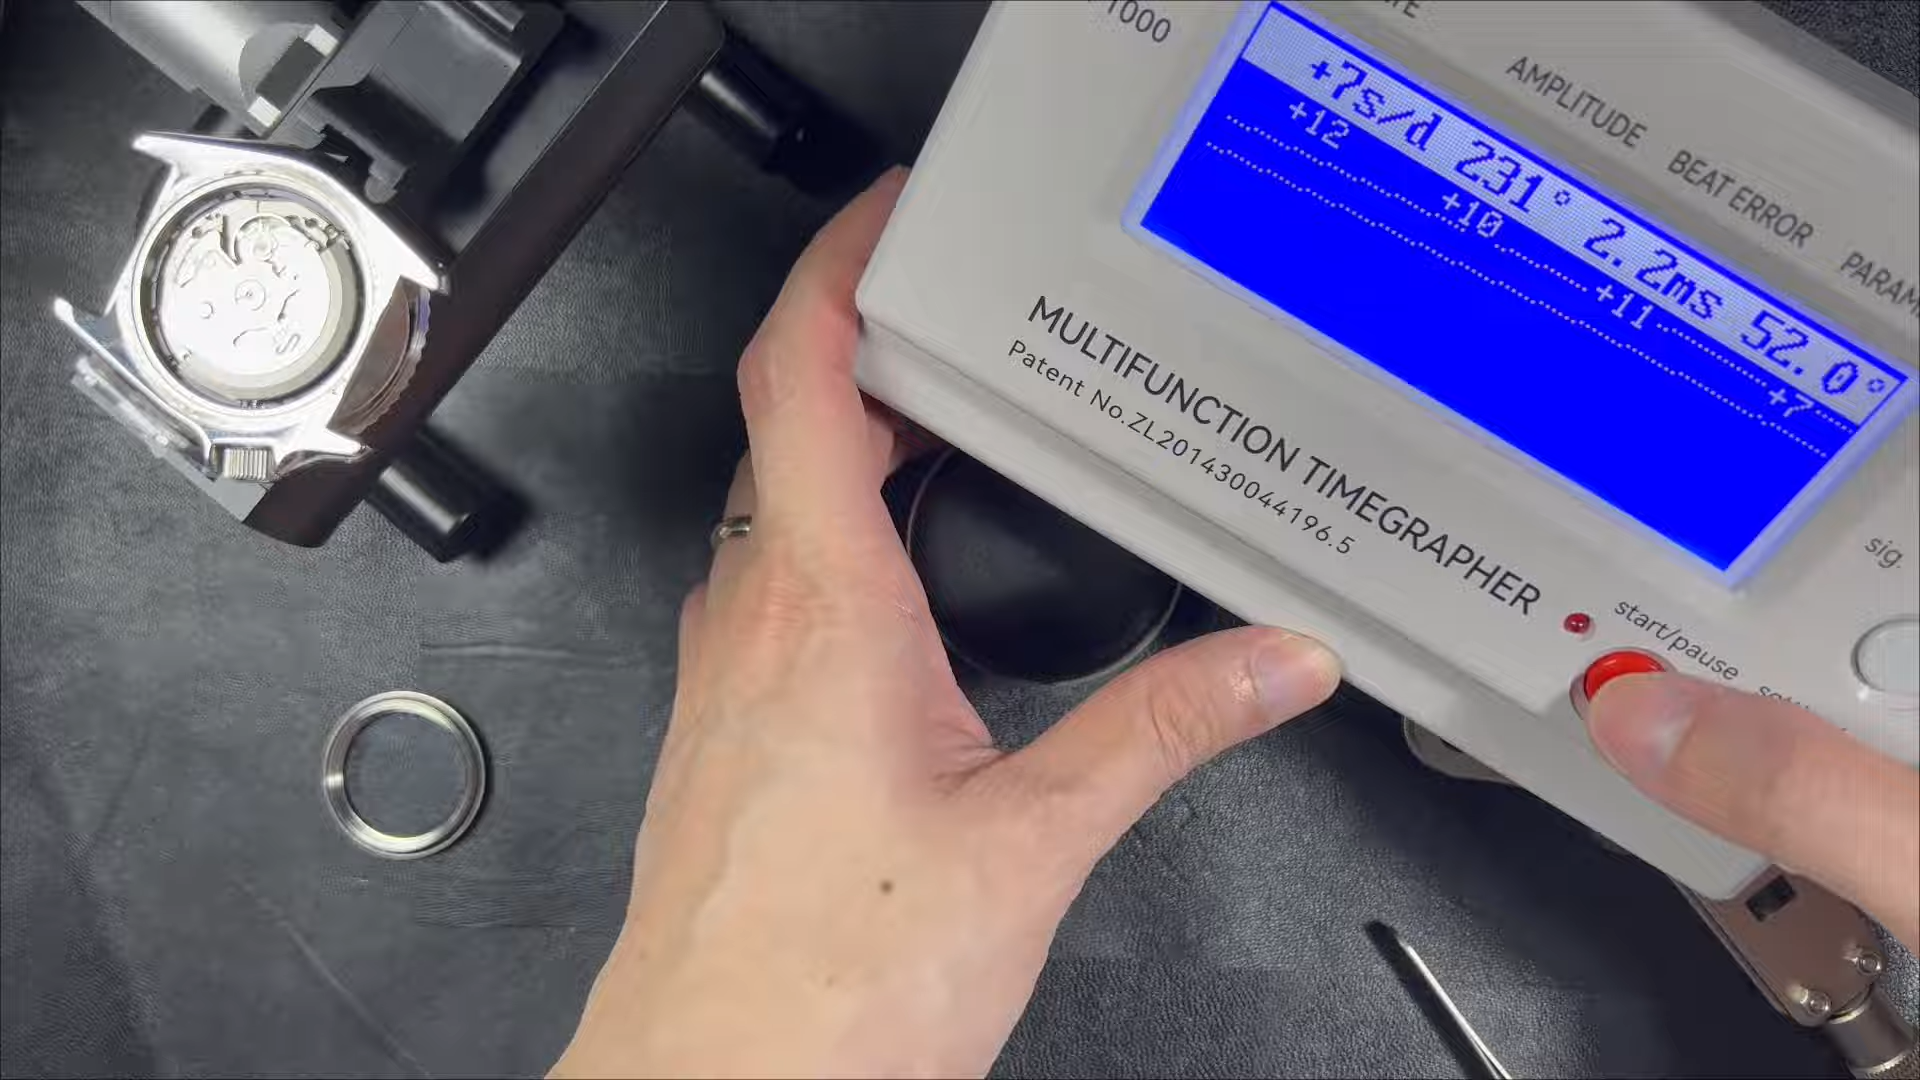 1000
AMPLITUDE
BEAT ERROR
+7s/d 231° 2.2ms 52.0°
+12
+10
+11
+7
MULTIFUNCTION TIMEGRAPHER
Patent No.ZL201430044196.5
sig.
start/pause